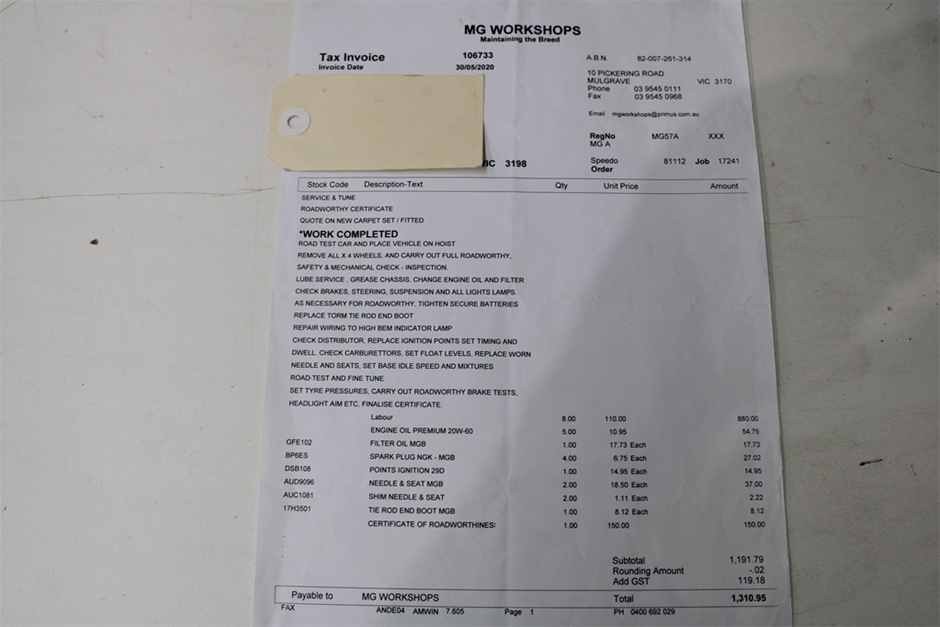 MG WORKSHOPS
Maintaining the Breed
Tax Invoice 106733
Invoice Date 30/05/2020
A.B.N. 82-007-261-314
10 PICKERING ROAD
MULGRAVE VIC 3170
Phone 03 9545 0111
Fax 03 9545 0968
Email mgworkshops@primus.com.au
RegNo MG57A XXX
MG A
VIC 3198
Speedo 81112 Job 17241
Order
Stock Code Description-Text Qty Unit Price Amount
SERVICE & TUNE
ROADWORTHY CERTIFICATE
QUOTE ON NEW CARPET SET / FITTED
*WORK COMPLETED
ROAD TEST CAR AND PLACE VEHICLE ON HOIST
REMOVE ALL X 4 WHEELS, AND CARRY OUT FULL ROADWORTHY,
SAFETY & MECHANICAL CHECK - INSPECTION.
LUBE SERVICE , GREASE CHASSIS, CHANGE ENGINE OIL AND FILTER
CHECK BRAKES, STEERING, SUSPENSION AND ALL LIGHTS LAMPS.
AS NECESSARY FOR ROADWORTHY, TIGHTEN SECURE BATTERIES
REPLACE TORM TIE ROD END BOOT
REPAIR WIRING TO HIGH BEM INDICATOR LAMP
CHECK DISTRIBUTOR, REPLACE IGNITION POINTS SET TIMING AND
DWELL. CHECK CARBURETTORS, SET FLOAT LEVELS, REPLACE WORN
NEEDLE AND SEATS, SET BASE IDLE SPEED AND MIXTURES
ROAD-TEST AND FINE TUNE
SET TYRE PRESSURES, CARRY OUT ROADWORTHY BRAKE TESTS,
HEADLIGHT AIM ETC, FINALISE CERTIFICATE.
Labour 8.00 110.00 880.00
ENGINE OIL PREMIUM 20W-60 5.00 10.95 54.75
GFE102 FILTER OIL MGB 1.00 17.73 Each 17.73
BP6ES SPARK PLUG NGK - MGB 4.00 6.75 Each 27.02
DSB108 POINTS IGNITION 29D 1.00 14.95 Each 14.95
AUD9096 NEEDLE & SEAT MGB 2.00 18.50 Each 37.00
AUC1081 SHIM NEEDLE & SEAT 2.00 1.11 Each 2.22
17H3501 TIE ROD END BOOT MGB 1.00 8.12 Each 8.12
CERTIFICATE OF ROADWORTHINES: 1.00 150.00 150.00
Subtotal 1,191.79
Rounding Amount -.02
Add GST 119.18
Payable to MG WORKSHOPS Total 1,310.95
FAX ANDE04 AMWIN 7.605 Page 1 PH 0400 692 029